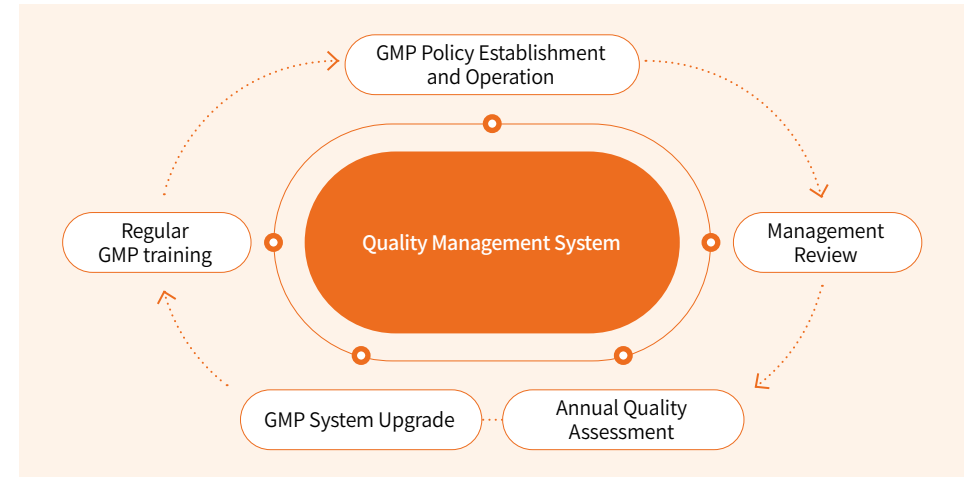 GMP Policy Establishment
and Operation
Regular
GMP training
Quality Management System
Management
Review
GMP System Upgrade
Annual Quality
Assessment